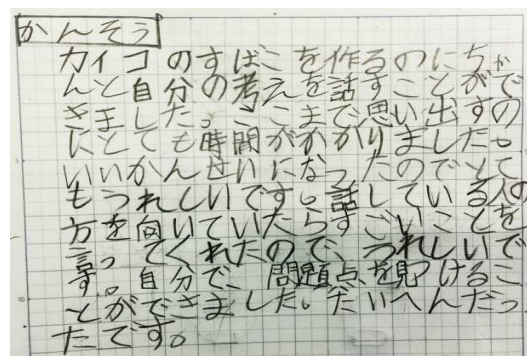 かんそう
カイコのすばこを作るのにちゃ
んと自分の考えを話すことがで
きました。ここまで、思い出すの
にとても時間がかかりました。
いいかんせいになったのでとて
もうれしいです。話している人の
方を向いていたらすごいことを
言ってくれたので、うれしいで
す。自分で、問題点を見つけるこ
とができました。だいへんだっ
たです。